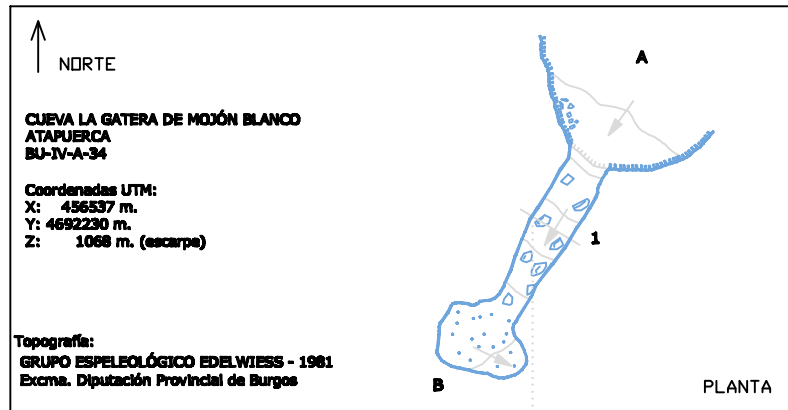 NORTE
CUEVA LA GATERA DE MOJÓN BLANCO
ATAPUERCA
BU-IV-A-34
Coordenadas UTM:
X: 456537 m.
Y: 4692230 m.
Z: 1068 m. (escarpe)
Topografía:
GRUPO ESPELEOLÓGICO EDELWIESS - 1981
Excma. Diputación Provincial de Burgos
A
1
B
PLANTA